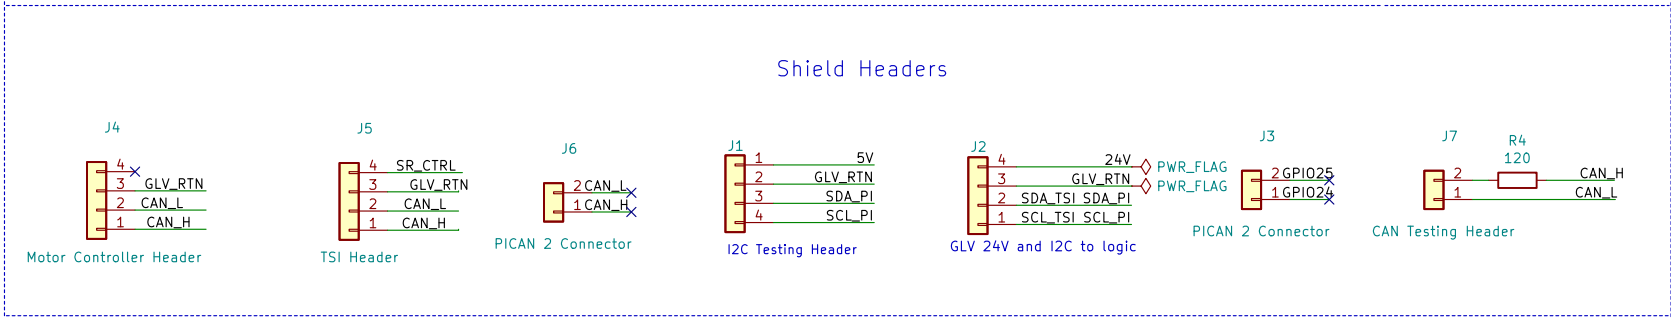 Shield Headers
J4
4
3 GLV_RTN
2 CAN_L
1 CAN_H
Motor Controller Header
J5
4 SR_CTRL
3 GLV_RTN
2 CAN_L
1 CAN_H
TSI Header
J6
2 CAN_L
1 CAN_H
PICAN 2 Connector
J1
1 5V
2 GLV_RTN
3 SDA_PI
4 SCL_PI
I2C Testing Header
J2
4 24V PWR_FLAG
3 GLV_RTN PWR_FLAG
2 SDA_TSI SDA_PI
1 SCL_TSI SCL_PI
GLV 24V and I2C to logic
J3
2 GPIO25
1 GPIO24
PICAN 2 Connector
J7
R4
120
2 CAN_H
1 CAN_L
CAN Testing Header